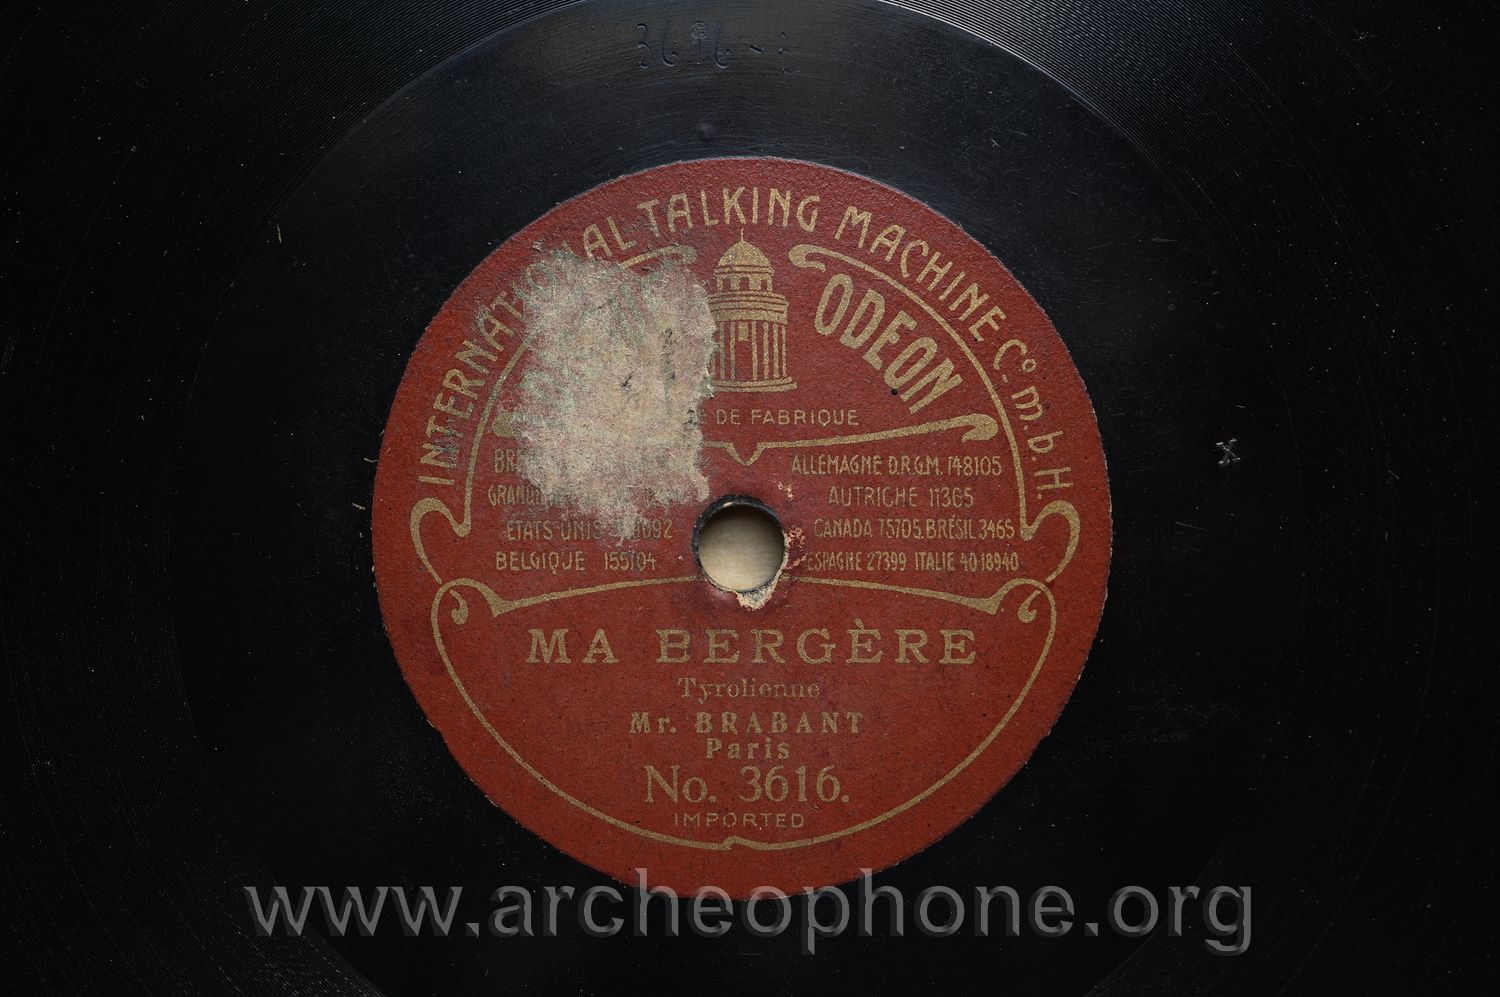 INTERNATIONAL TALKING MACHINE Co. m.b.H.
ODEON
DE FABRIQUE
ALLEMAGNE D.R.G.M. 148105
AUTRICHE 11365
ETATS UNIS
CANADA 75705. BRÉSIL 3465
BELGIQUE 155104
ESPAGNE 27399 ITALIE 40-18940
MA BERGÈRE
Tyrolienne
Mr. BRABANT
Paris
No. 3616.
IMPORTED
www.archeophone.org